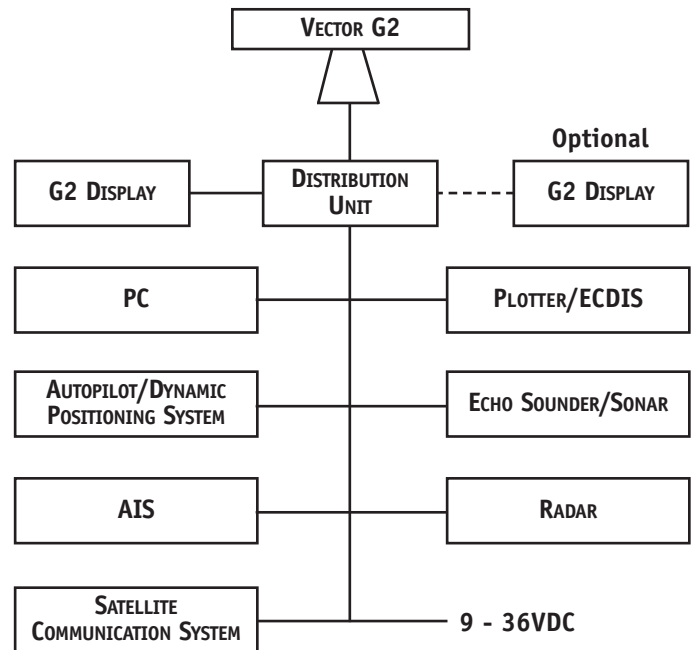 VECTOR G2
Optional
G2 DISPLAY
DISTRIBUTION
UNIT
G2 DISPLAY
PC
PLOTTER/ECDIS
AUTOPILOT/DYNAMIC
POSITIONING SYSTEM
ECHO SOUNDER/SONAR
AIS
RADAR
SATELLITE
COMMUNICATION SYSTEM
9 - 36VDC